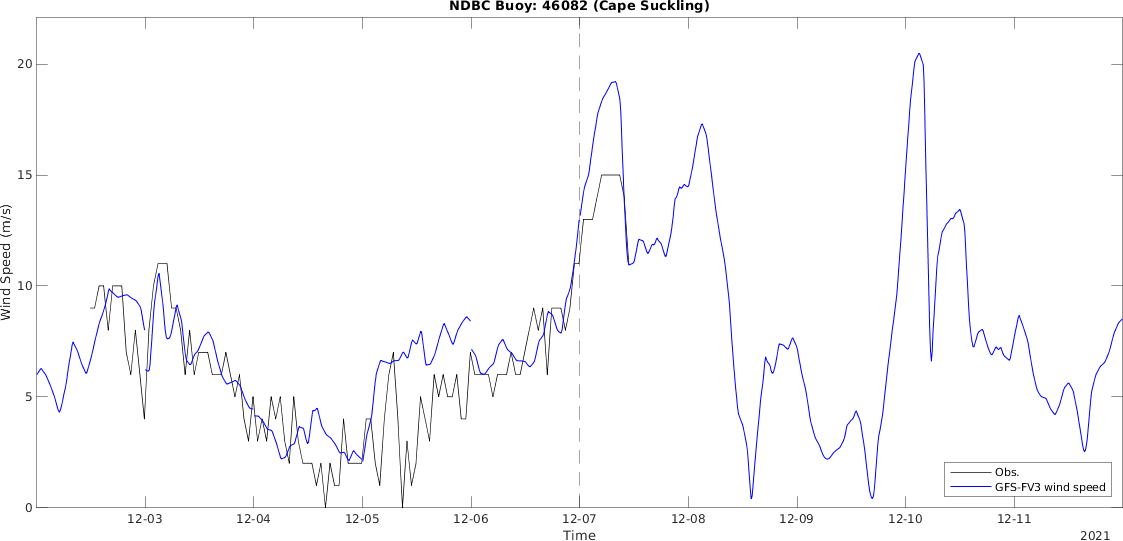 NDBC Buoy: 46082 (Cape Suckling)
Wind Speed (m/s)
20
15
10
5
0
12-03 12-04 12-05 12-06 12-07 12-08 12-09 12-10 12-11
Time
2021
Obs.
GFS-FV3 wind speed